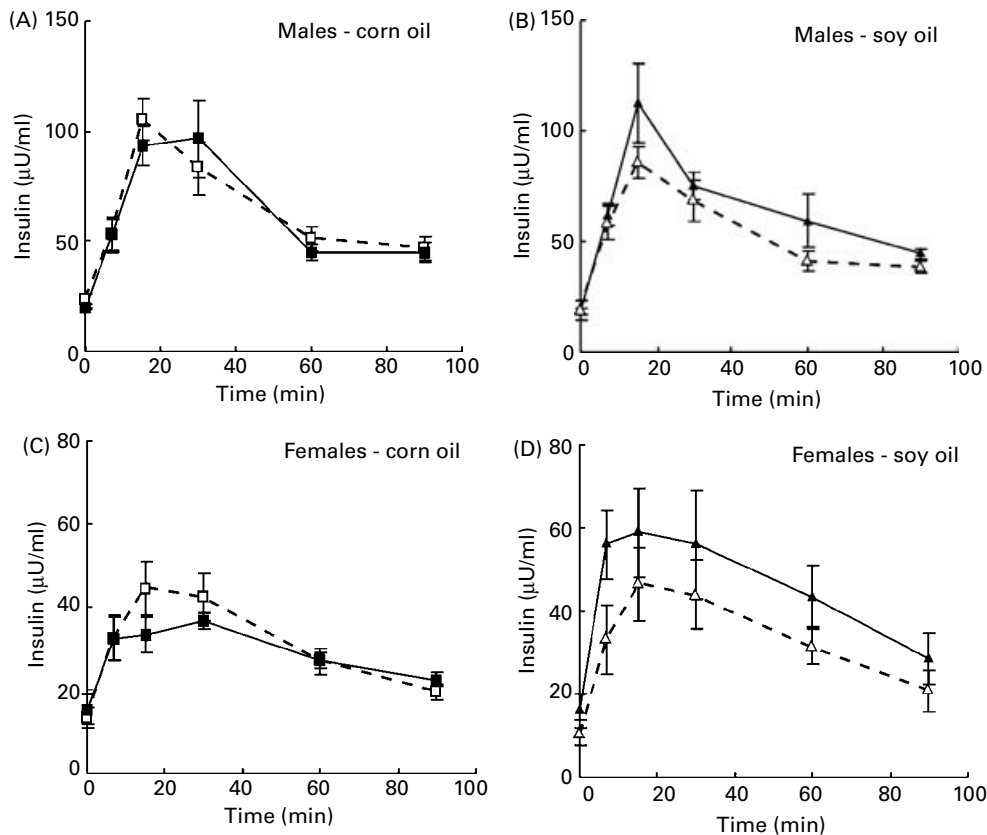 (A)
Males - corn oil
150
100
50
0
Insulin (µU/ml)
0 20 40 60 80 100
Time (min)
(B)
Males - soy oil
150
100
50
0
Insulin (µU/ml)
0 20 40 60 80 100
Time (min)
(C)
Females - corn oil
80
60
40
20
0
Insulin (µU/ml)
0 20 40 60 80 100
Time (min)
(D)
Females - soy oil
80
60
40
20
0
Insulin (µU/ml)
0 20 40 60 80 100
Time (min)